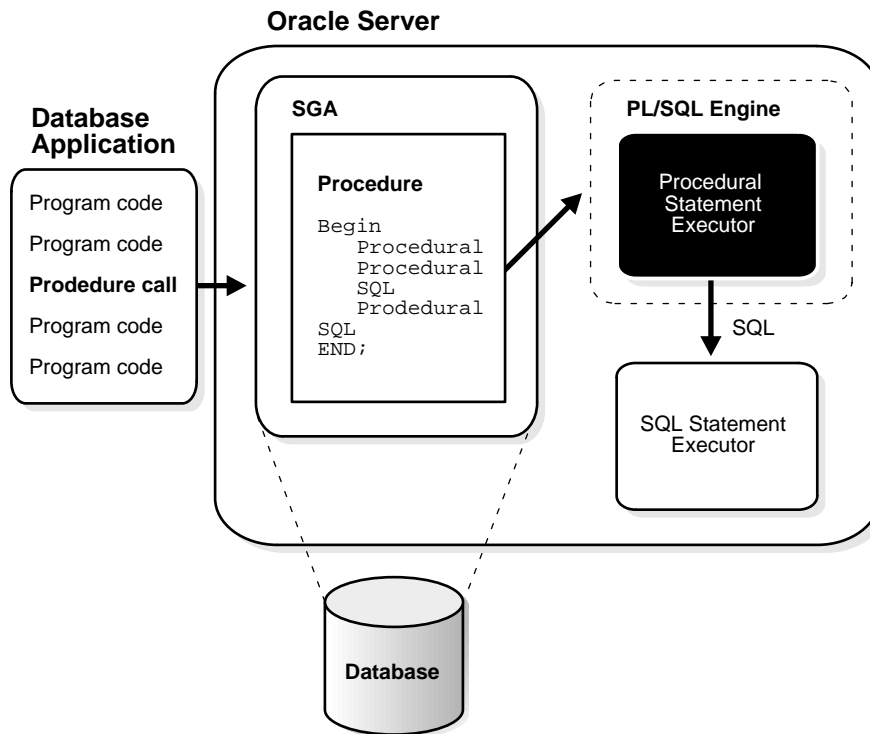 Oracle Server
Database
Application
Program code
Program code
Prodedure call
Program code
Program code
SGA
Procedure
Begin
Procedural
Procedural
SQL
Prodedural
SQL
END;
PL/SQL Engine
Procedural
Statement
Executor
SQL
SQL Statement
Executor
Database